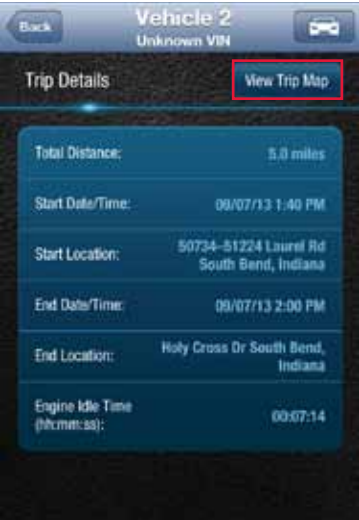 Back
Vehicle 2
Unknown VIN
Trip Details
View Trip Map
Total Distance:
5.0 miles
Start Date/Time:
09/07/13 1:40 PM
Start Location:
50734–51224 Laurel Rd
South Bend, Indiana
End Date/Time:
09/07/13 2:00 PM
End Location:
Holy Cross Dr South Bend,
Indiana
Engine Idle Time
(hh:mm:ss):
00:07:14